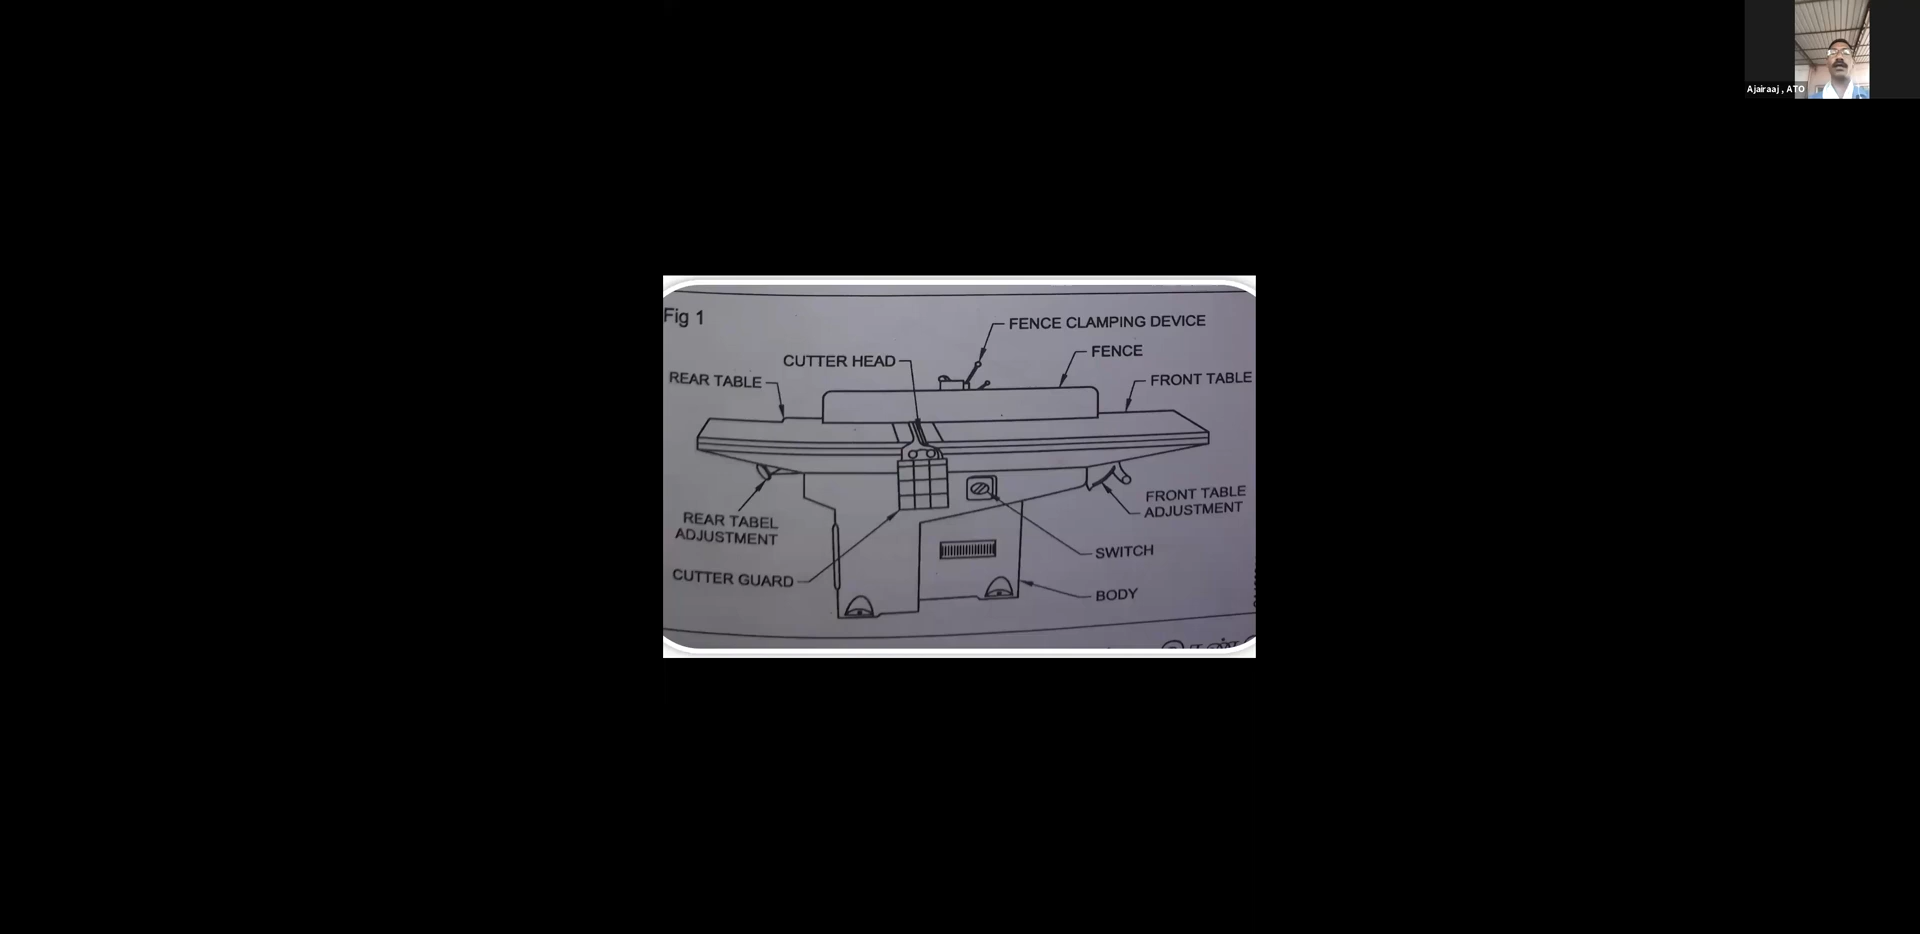 Ajairaaj , ATO
Fig 1
FENCE CLAMPING DEVICE
FENCE
CUTTER HEAD
REAR TABLE
FRONT TABLE
REAR TABEL
ADJUSTMENT
FRONT TABLE
ADJUSTMENT
SWITCH
CUTTER GUARD
BODY